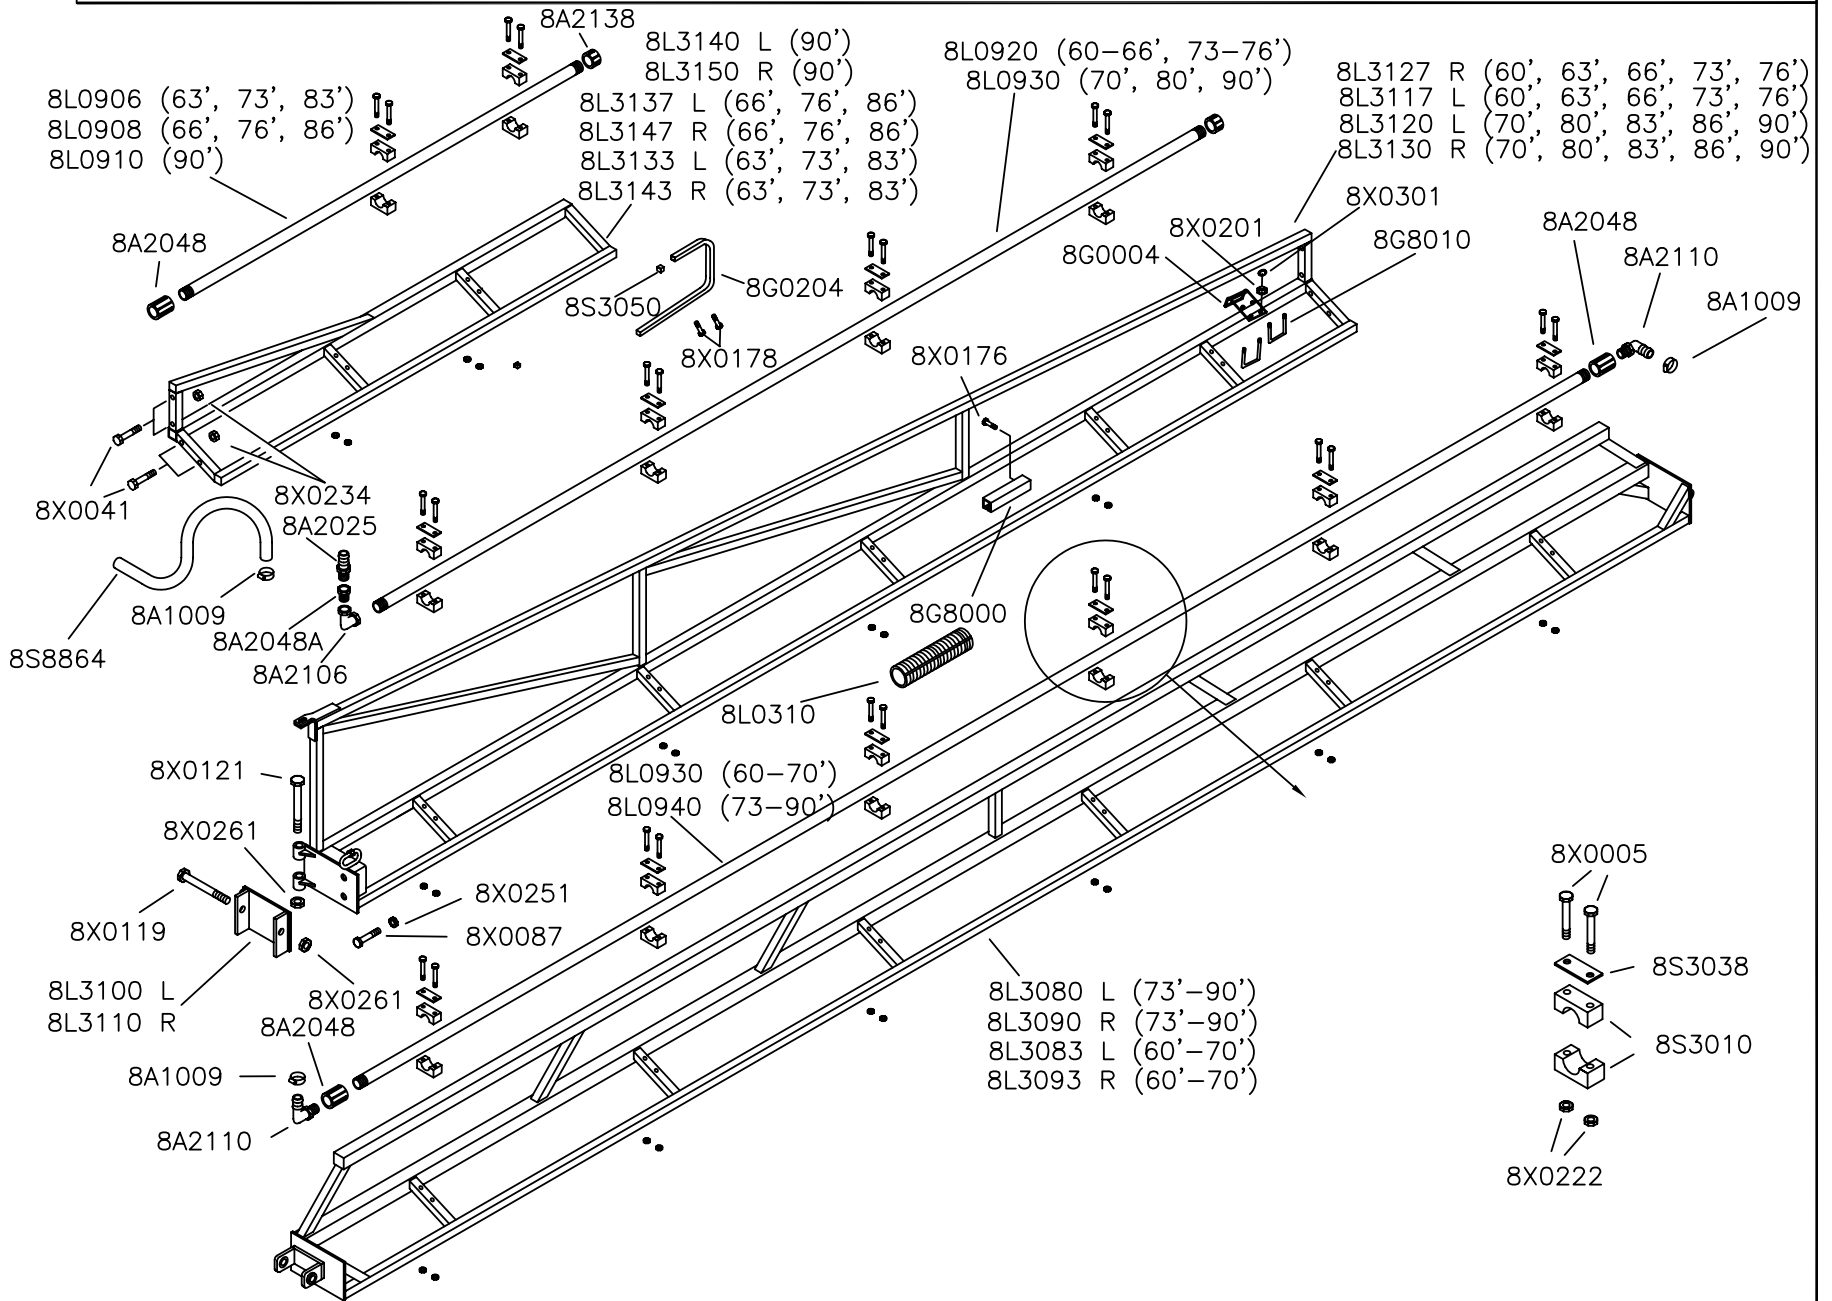 8A2138
8L3140 L (90')
8L3150 R (90')
8L3137 L (66', 76', 86')
8L3147 R (66', 76', 86')
8L3133 L (63', 73', 83')
8L3143 R (63', 73', 83')
8L0920 (60-66', 73-76')
8L0930 (70', 80', 90')
8L3127 R (60', 63', 66', 73', 76')
8L3117 L (60', 63', 66', 73', 76')
8L3120 L (70', 80', 83', 86', 90')
8L3130 R (70', 80', 83', 86', 90')
8L0906 (63', 73', 83')
8L0908 (66', 76', 86')
8L0910 (90')
8X0301
8X0201
8G0004
8G8010
8A2048
8A2110
8A1009
8A2048
8S3050
8G0204
8X0178
8X0176
8X0041
8X0234
8A2025
8A1009
8A2048A
8A2106
8S8864
8G8000
8L0310
8X0121
8L0930 (60-70')
8L0940 (73-90')
8X0261
8X0119
8X0251
8X0087
8L3100 L
8L3110 R
8X0261
8A2048
8A1009
8A2110
8L3080 L (73'-90')
8L3090 R (73'-90')
8L3083 L (60'-70')
8L3093 R (60'-70')
8X0005
8S3038
8S3010
8X0222